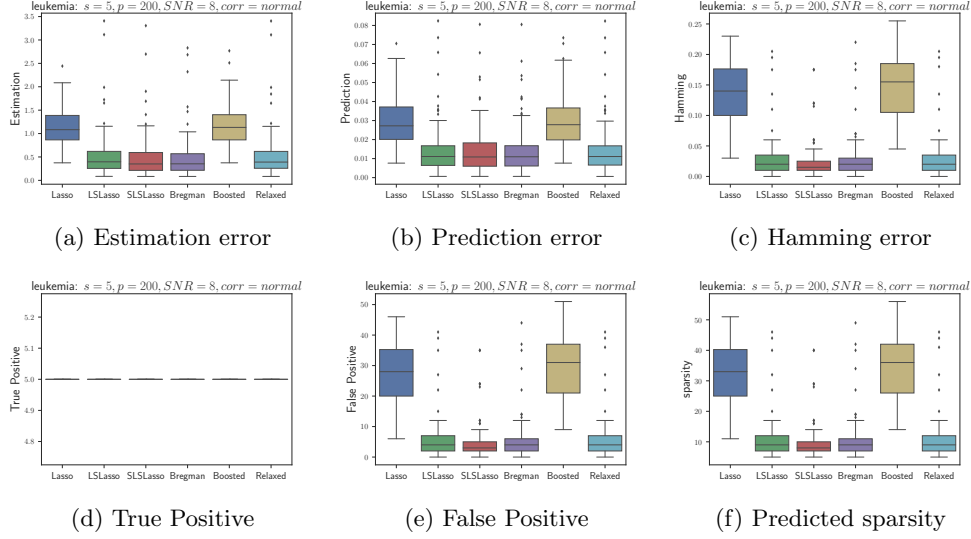 leukemia: s = 5, p = 200, SNR = 8, corr = normal
Estimation
3.5
3.0
2.5
2.0
1.5
1.0
0.5
0.0
Lasso LSLasso SLSLasso Bregman Boosted Relaxed
(a) Estimation error
leukemia: s = 5, p = 200, SNR = 8, corr = normal
Prediction
0.08
0.06
0.04
0.03
0.02
0.01
0.00
Lasso LSLasso SLSLasso Bregman Boosted Relaxed
(b) Prediction error
leukemia: s = 5, p = 200, SNR = 8, corr = normal
Hamming
0.25
0.20
0.15
0.10
0.05
0.00
Lasso LSLasso SLSLasso Bregman Boosted Relaxed
(c) Hamming error
leukemia: s = 5, p = 200, SNR = 8, corr = normal
True Positive
5.2
5.1
5.0
4.9
4.8
Lasso LSLasso SLSLasso Bregman Boosted Relaxed
(d) True Positive
leukemia: s = 5, p = 200, SNR = 8, corr = normal
False Positive
50
40
30
20
10
0
Lasso LSLasso SLSLasso Bregman Boosted Relaxed
(e) False Positive
leukemia: s = 5, p = 200, SNR = 8, corr = normal
sparsity
50
40
30
20
10
Lasso LSLasso SLSLasso Bregman Boosted Relaxed
(f) Predicted sparsity